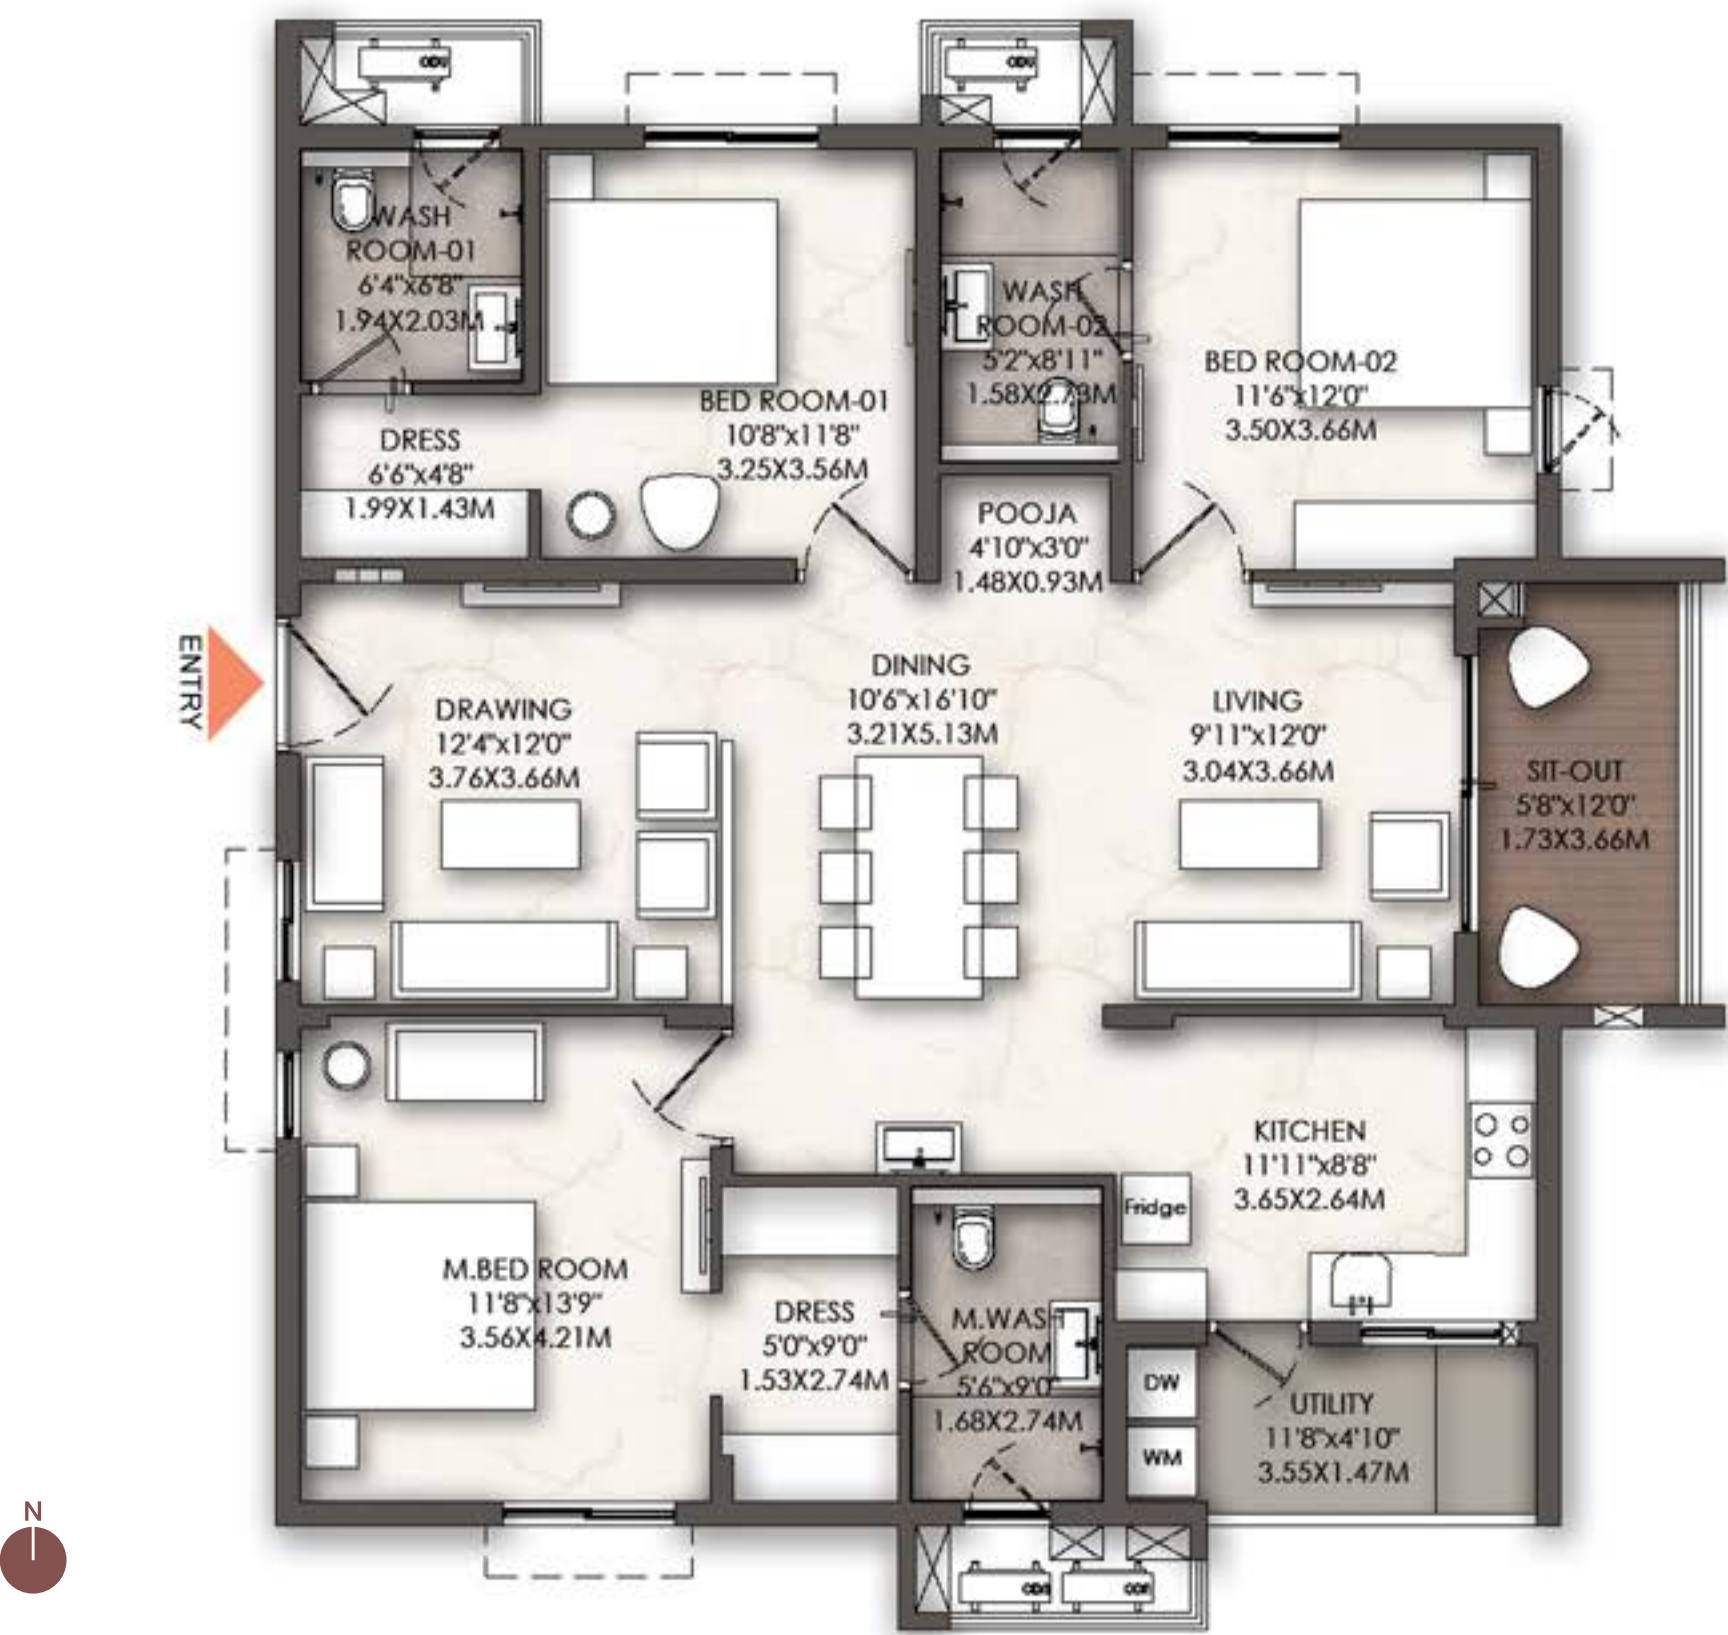 ODU
ODU
WASH
ROOM-01
6'4"x6'8"
1.94X2.03M
WASH
ROOM-02
5'2"x8'11"
1.58X2.73M
BED ROOM-01
10'8"x11'8"
3.25X3.56M
BED ROOM-02
11'6"x12'0"
3.50X3.66M
DRESS
6'6"x4'8"
1.99X1.43M
POOJA
4'10"x3'0"
1.48X0.93M
ENTRY
DRAWING
12'4"x12'0"
3.76X3.66M
DINING
10'6"x16'10"
3.21X5.13M
LIVING
9'11"x12'0"
3.04X3.66M
SIT-OUT
5'8"x12'0"
1.73X3.66M
KITCHEN
11'11"x8'8"
3.65X2.64M
Fridge
M.BED ROOM
11'8"x13'9"
3.56X4.21M
DRESS
5'0"x9'0"
1.53X2.74M
M.WASH
ROOM
5'6"x9'0"
1.68X2.74M
DW
WM
UTILITY
11'8"x4'10"
3.55X1.47M
N